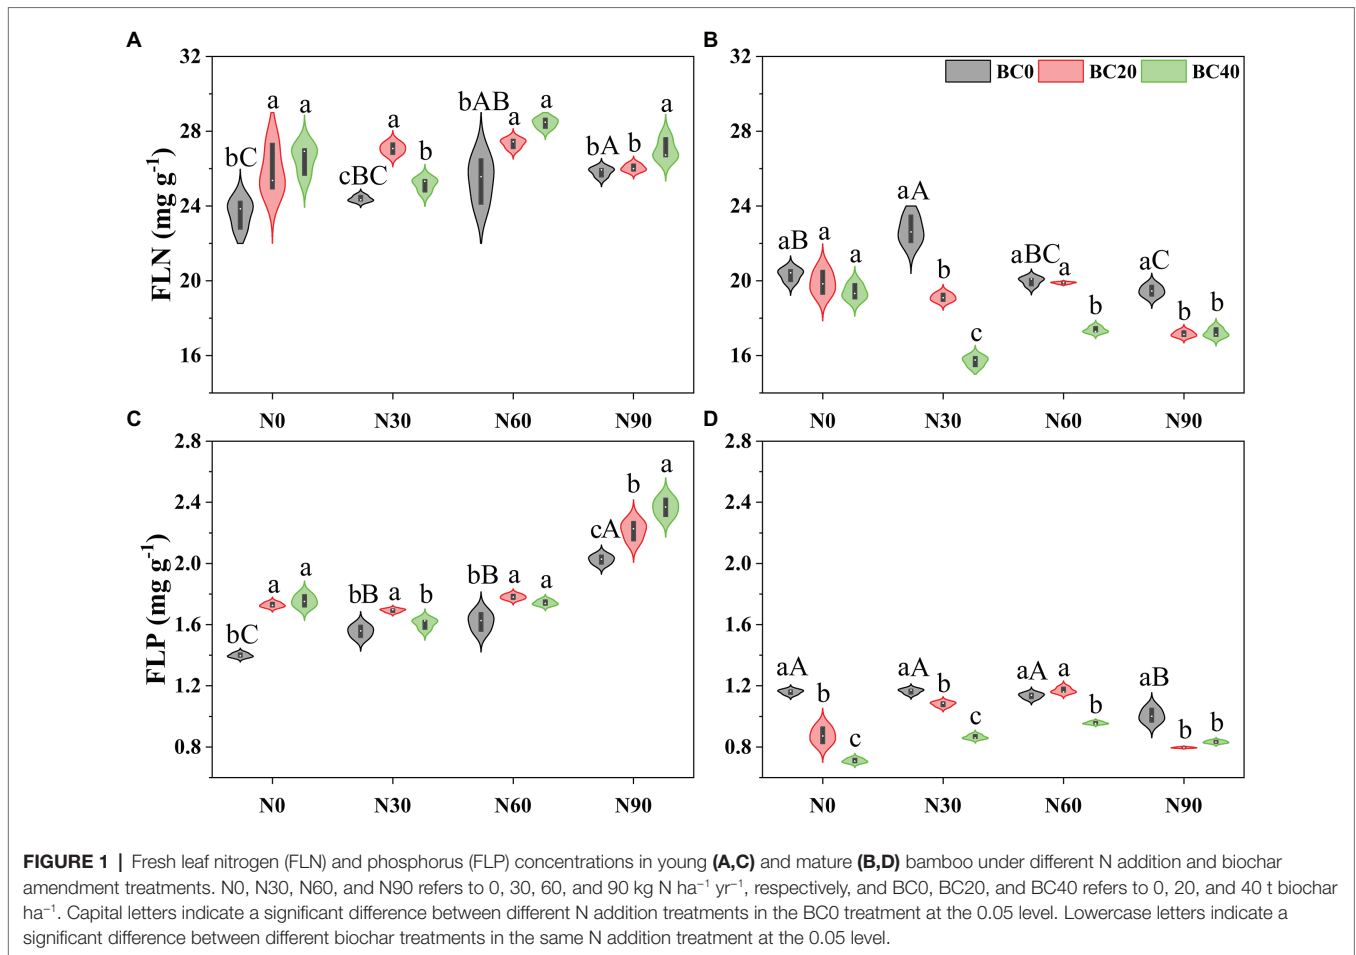 A
B
32
28
24
20
16
FLN (mg g⁻¹)
bC
a
a
cBC
a
b
bAB
a
a
bA
b
a
N0
N30
N60
N90
32
28
24
20
16
BC0
BC20
BC40
aB
a
a
aA
b
c
aBC
a
b
aC
b
b
N0
N30
N60
N90
C
D
2.8
2.4
2.0
1.6
1.2
0.8
FLP (mg g⁻¹)
bC
a
a
bB
a
b
bB
a
a
cA
b
a
N0
N30
N60
N90
2.8
2.4
2.0
1.6
1.2
0.8
aA
b
c
aA
b
c
aA
a
b
aB
b
b
N0
N30
N60
N90
FIGURE 1 | Fresh leaf nitrogen (FLN) and phosphorus (FLP) concentrations in young (A,C) and mature (B,D) bamboo under different N addition and biochar
amendment treatments. N0, N30, N60, and N90 refers to 0, 30, 60, and 90 kg N ha⁻¹ yr⁻¹, respectively, and BC0, BC20, and BC40 refers to 0, 20, and 40 t biochar
ha⁻¹. Capital letters indicate a significant difference between different N addition treatments in the BC0 treatment at the 0.05 level. Lowercase letters indicate a
significant difference between different biochar treatments in the same N addition treatment at the 0.05 level.